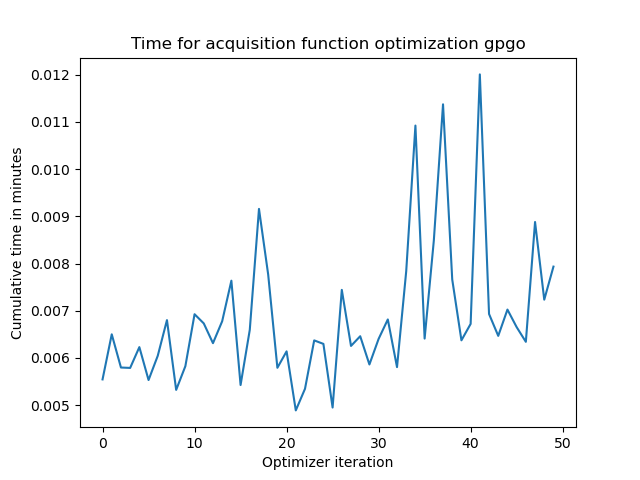 Time for acquisition function optimization gpgo
Cumulative time in minutes
0.012
0.011
0.010
0.009
0.008
0.007
0.006
0.005
0 10 20 30 40 50
Optimizer iteration